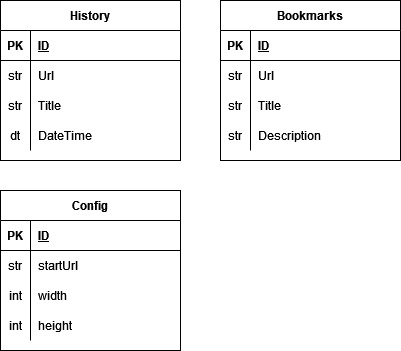 History
PK ID
str Url
str Title
dt DateTime
Bookmarks
PK ID
str Url
str Title
str Description
Config
PK ID
str startUrl
int width
int height